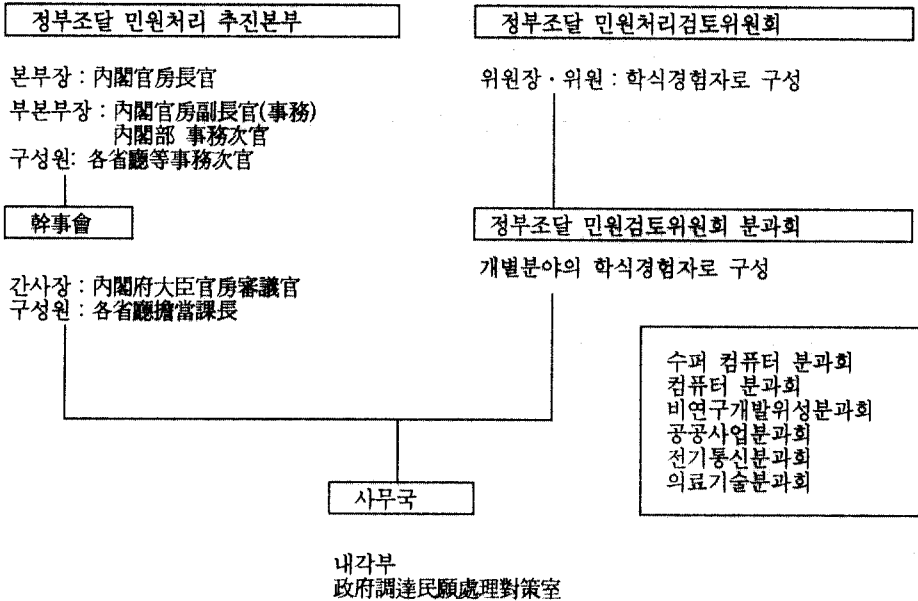 정부조달 민원처리 추진본부
본부장 : 內閣官房長官
부본부장 : 內閣官房副長官(事務)
內閣部 事務次官
구성원: 各省廳等事務次官
幹事會
간사장 : 內閣府大臣官房審議官
구성원 : 各省廳擔當課長
정부조달 민원처리검토위원회
위원장 · 위원 : 학식경험자로 구성
정부조달 민원검토위원회 분과회
개별분야의 학식경험자로 구성
수퍼 컴퓨터 분과회
컴퓨터 분과회
비연구개발위성분과회
공공사업분과회
전기통신분과회
의료기술분과회
사무국
내각부
政府調達民願處理對策室